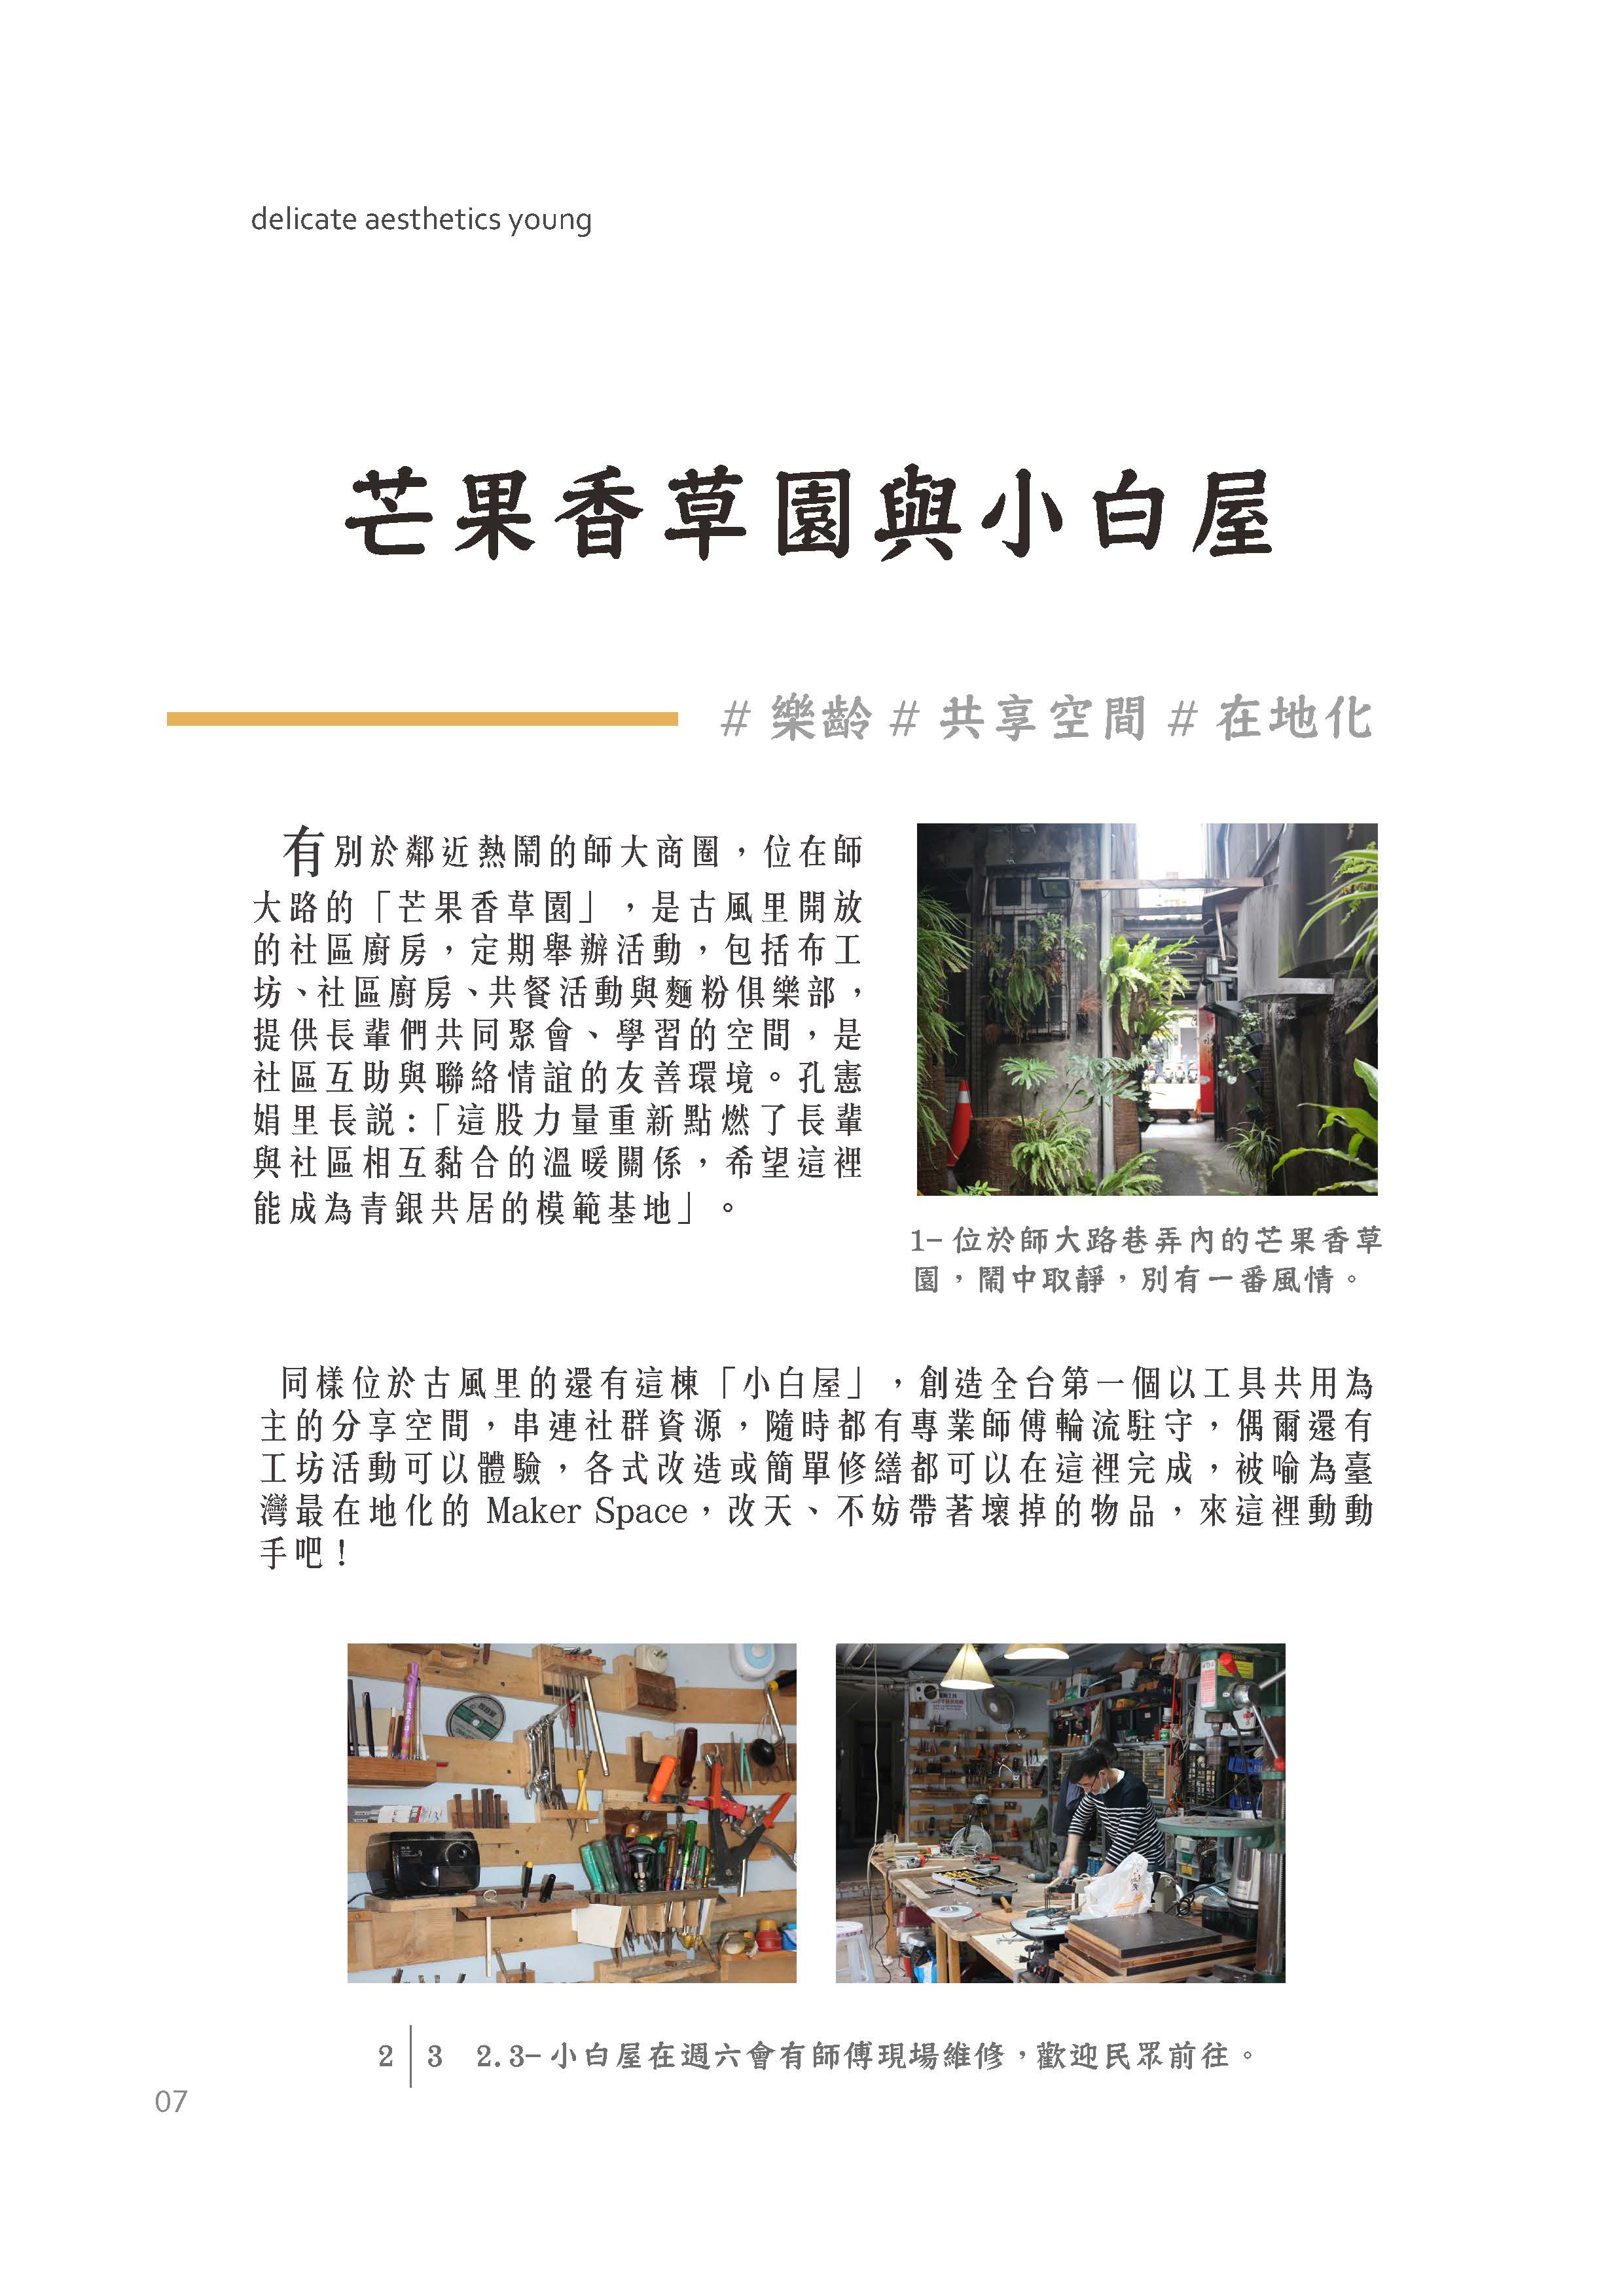 delicate aesthetics young
芒果香草園與小白屋
# 樂齡 # 共享空間 # 在地化
有別於鄰近熱鬧的師大商圈，位在師
大路的「芒果香草園」，是古風里開放
的社區廚房，定期舉辦活動，包括布工
坊、社區廚房、共餐活動與麵粉俱樂部，
提供長輩們共同聚會、學習的空間，是
社區互助與聯絡情誼的友善環境。孔憲
娟里長説：「這股力量重新點燃了長輩
與社區相互黏合的溫暖關係，希望這裡
能成為青銀共居的模範基地」。
1- 位於師大路巷弄內的芒果香草
園，鬧中取靜，別有一番風情。
同樣位於古風里的還有這棟「小白屋」，創造全台第一個以工具共用為
主的分享空間，串連社群資源，隨時都有專業師傅輪流駐守，偶爾還有
工坊活動可以體驗，各式改造或簡單修繕都可以在這裡完成，被喻為臺
灣最在地化的 Maker Space，改天、不妨帶著壞掉的物品，來這裡動動
手吧！
2 3 2.3- 小白屋在週六會有師傅現場維修，歡迎民眾前往。
07